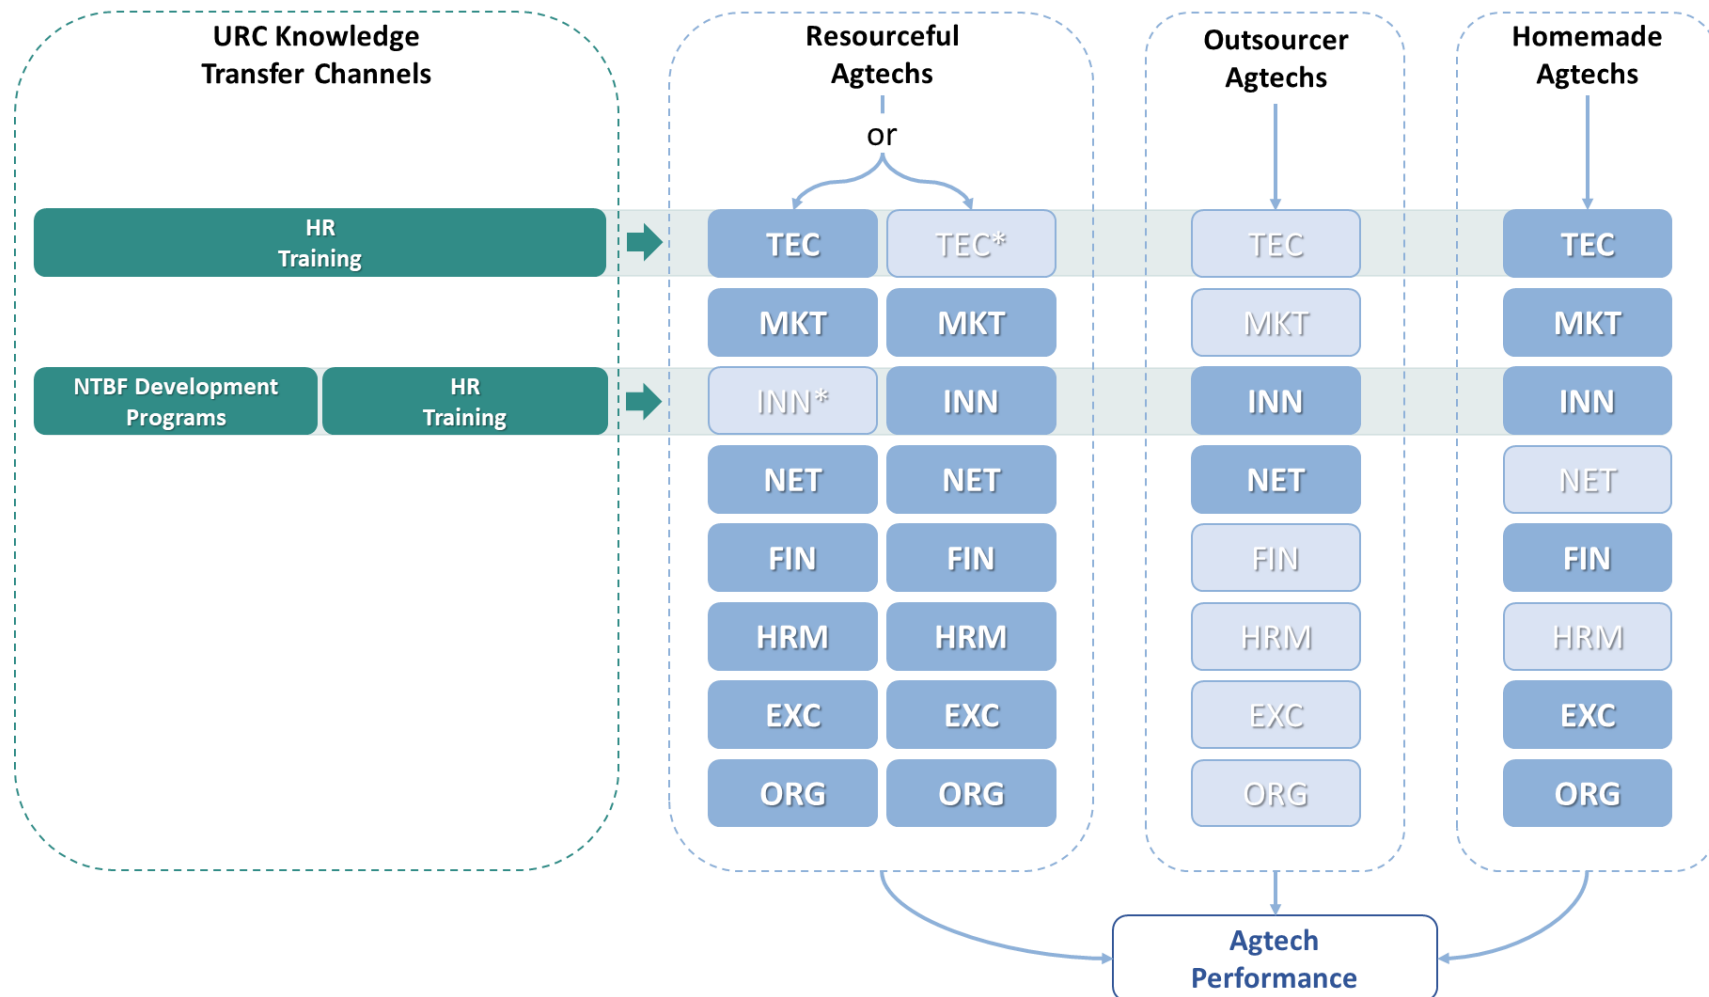 URC Knowledge
Transfer Channels
Resourceful
Agtechs
or
Outsourcer
Agtechs
Homemade
Agtechs
HR
Training
TEC
TEC*
TEC
TEC
MKT
MKT
MKT
MKT
NTBF Development
Programs
HR
Training
INN*
INN
INN
INN
NET
NET
NET
NET
FIN
FIN
FIN
FIN
HRM
HRM
HRM
HRM
EXC
EXC
EXC
EXC
ORG
ORG
ORG
ORG
Agtech
Performance